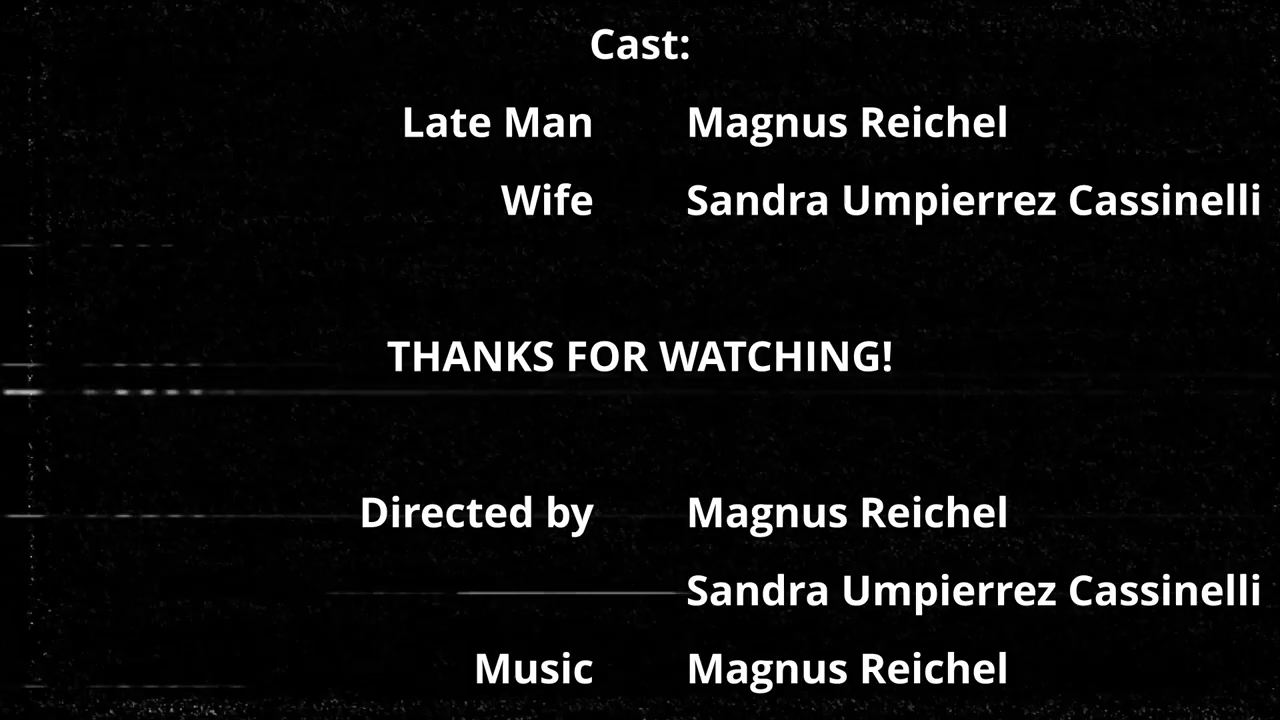 Cast:
Late Man Magnus Reichel
Wife Sandra Umpierrez Cassinelli
THANKS FOR WATCHING!
Directed by Magnus Reichel
Sandra Umpierrez Cassinelli
Music Magnus Reichel